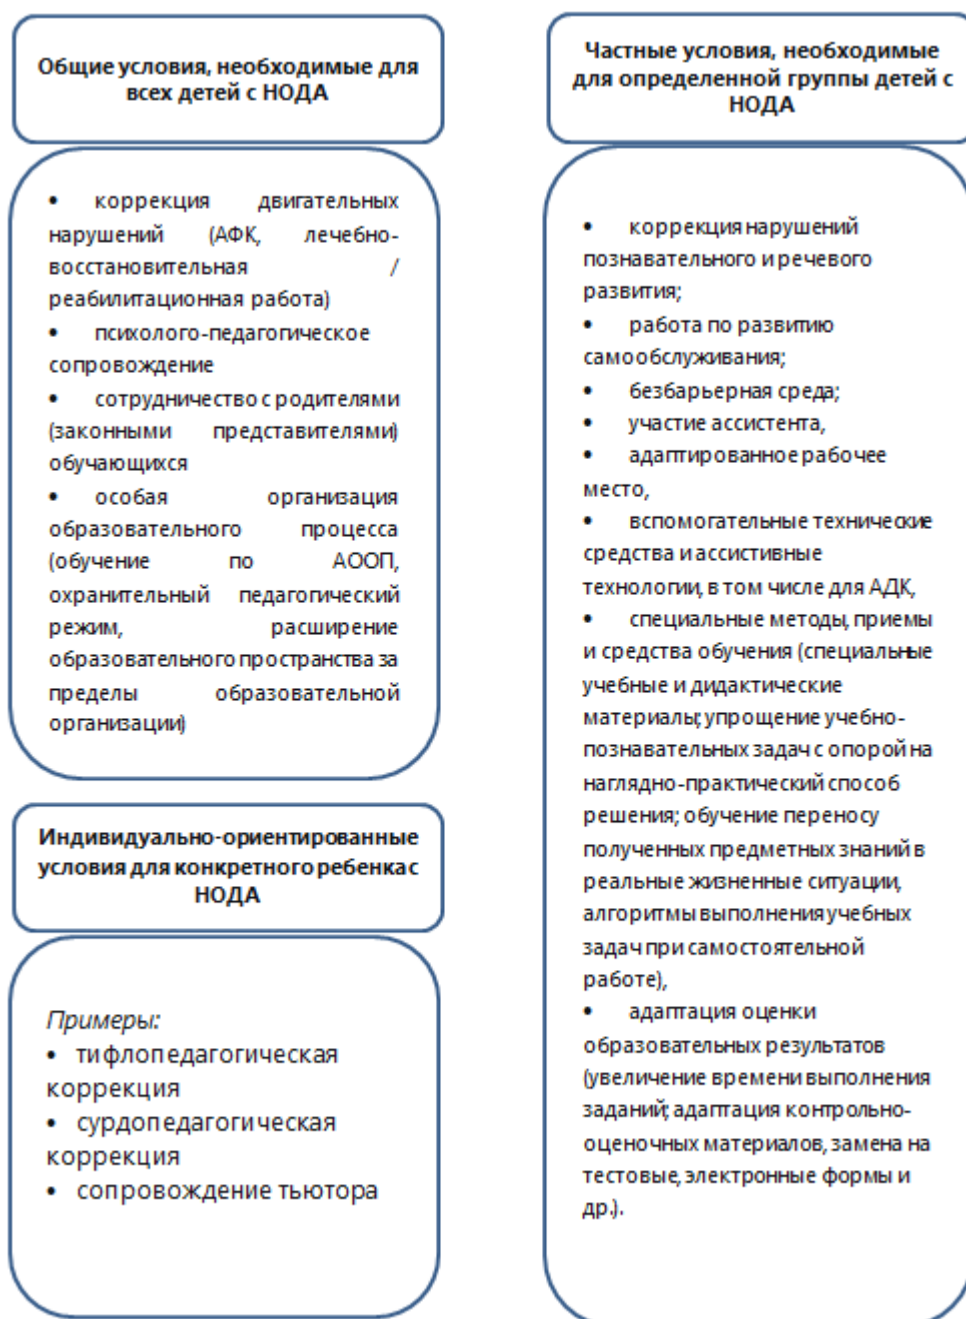 Общие условия, необходимые для
всех детей с НОДА
• коррекция двигательных
нарушений (АФК, лечебно-
восстановительная /
реабилитационная работа)
• психолого-педагогическое
сопровождение
• сотрудничество с родителями
(законными представителями)
обучающихся
• особая организация
образовательного процесса
(обучение по АООП,
охранительный педагогический
режим, расширение
образовательного пространства за
пределы образовательной
организации)
Индивидуально-ориентированные
условия для конкретного ребенка с
НОДА
Примеры:
• тифлопедагогическая
коррекция
• сурдопедагогическая
коррекция
• сопровождение тьютора
Частные условия, необходимые
для определенной группы детей с
НОДА
• коррекция нарушений
познавательного и речевого
развития;
• работа по развитию
самообслуживания;
• безбарьерная среда;
• участие ассистента,
• адаптированное рабочее
место,
• вспомогательные технические
средства и ассистивные
технологии, в том числе для АДК,
• специальные методы, приемы
и средства обучения (специальные
учебные и дидактические
материалы; упрощение учебно-
познавательных задач с опорой на
наглядно-практический способ
решения; обучение переносу
полученных предметных знаний в
реальные жизненные ситуации,
алгоритмы выполнения учебных
задач при самостоятельной
работе),
• адаптация оценки
образовательных результатов
(увеличение времени выполнения
заданий; адаптация контрольно-
оценочных материалов, замена на
тестовые, электронные формы и
др.).